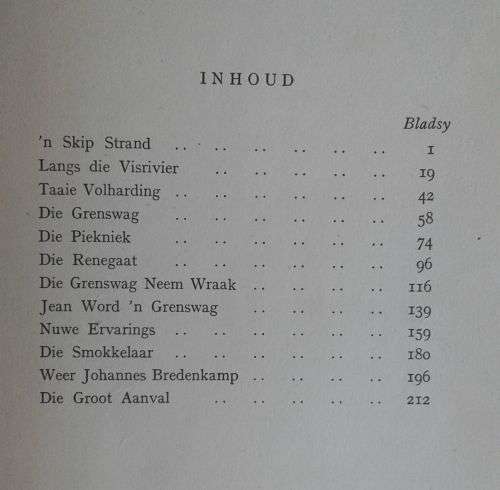 INHOUD
Bladsy
'n Skip Strand .. .. .. .. .. .. 1
Langs die Visrivier .. .. .. .. .. 19
Taaie Volharding .. .. .. .. .. .. 42
Die Grenswag .. .. .. .. .. .. 58
Die Piekniek .. .. .. .. .. .. 74
Die Renegaat .. .. .. .. .. .. 96
Die Grenswag Neem Wraak .. .. .. .. 116
Jean Word 'n Grenswag .. .. .. .. 139
Nuwe Ervarings .. .. .. .. .. .. 159
Die Smokkelaar .. .. .. .. .. .. 180
Weer Johannes Bredenkamp .. .. .. .. 196
Die Groot Aanval .. .. .. .. .. 212